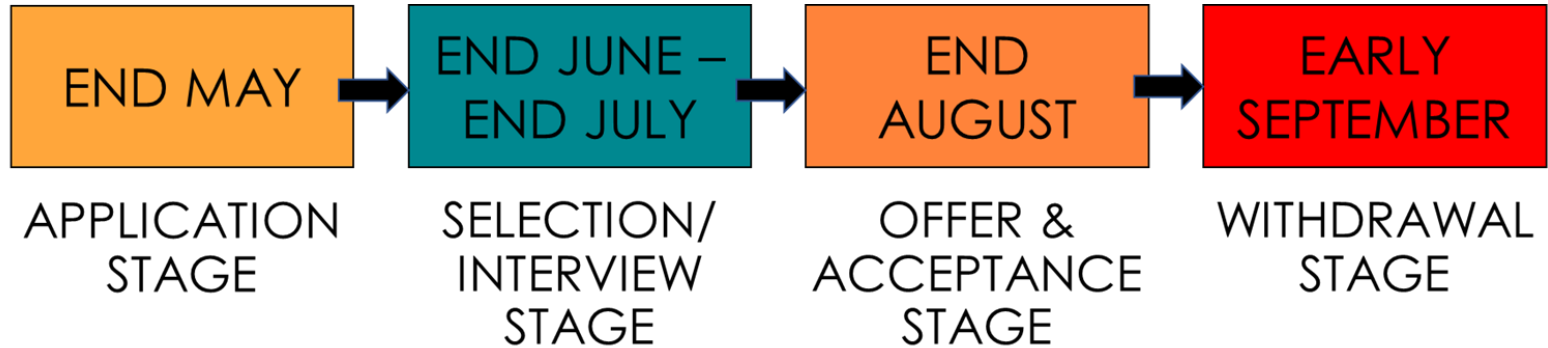 END MAY
END JUNE –
END JULY
END
AUGUST
EARLY
SEPTEMBER
APPLICATION
STAGE
SELECTION/
INTERVIEW
STAGE
OFFER &
ACCEPTANCE
STAGE
WITHDRAWAL
STAGE